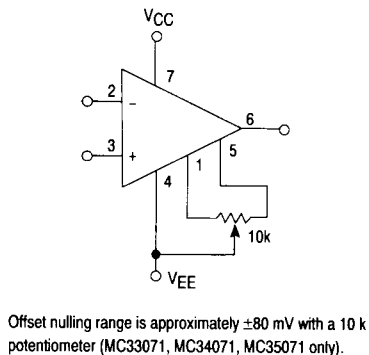 VCC
7
2
-
6
3
+
5
1
4
10k
VEE
Offset nulling range is approximately ±80 mV with a 10 k
potentiometer (MC33071, MC34071, MC35071 only).